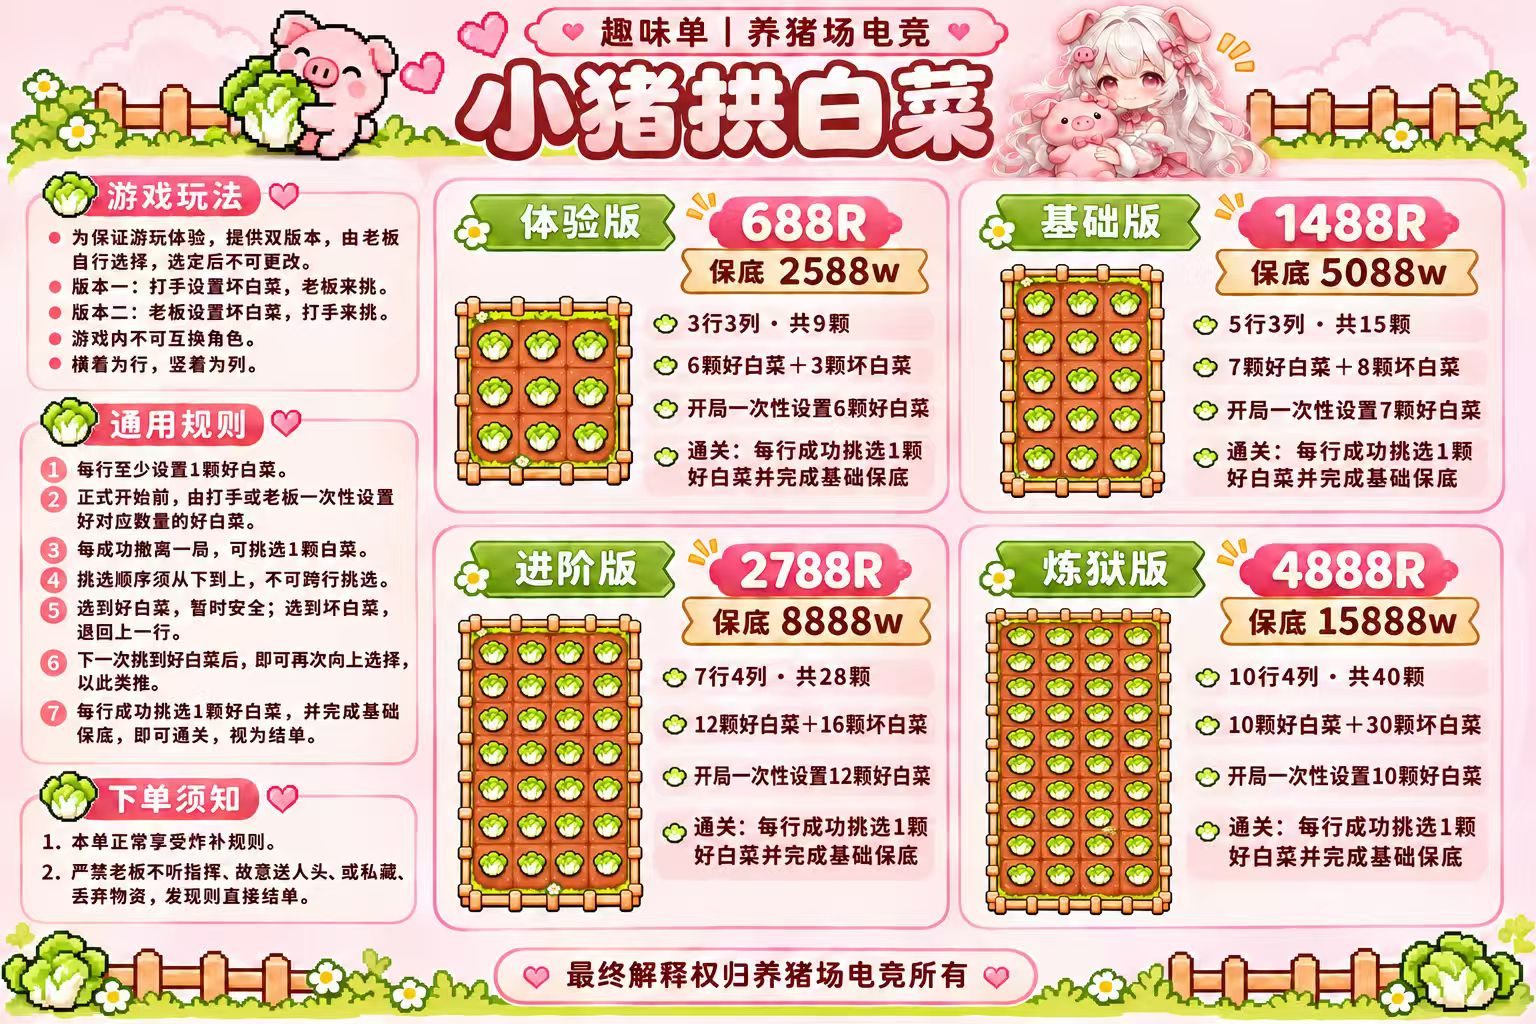 趣味单丨养猪场电竞
小猪拱白菜
游戏玩法
为保证游玩体验，提供双版本，由老板
自行选择，选定后不可更改。
版本一：打手设置坏白菜，老板来挑。
版本二：老板设置坏白菜，打手来挑。
游戏内不可互换角色。
横着为行，竖着为列。
通用规则
1 每行至少设置1颗好白菜。
2 正式开始前，由打手或老板一次性设置
好对应数量的好白菜。
3 每成功撤离一局，可挑选1颗白菜。
4 挑选顺序须从下到上，不可跨行挑选。
5 选到好白菜，暂时安全；选到坏白菜，
退回上一行。
6 下一次挑到好白菜后，即可再次向上选择，
以此类推。
7 每行成功挑选1颗好白菜，并完成基础
保底，即可通关，视为结单。
下单须知
1. 本单正常享受炸补规则。
2. 严禁老板不听指挥、故意送人头、或私藏、
丢弃物资，发现则直接结单。
体验版
688R
保底 2588w
3行3列·共9颗
6颗好白菜＋3颗坏白菜
开局一次性设置6颗好白菜
通关：每行成功挑选1颗
好白菜并完成基础保底
基础版
1488R
保底 5088w
5行3列·共15颗
7颗好白菜＋8颗坏白菜
开局一次性设置7颗好白菜
通关：每行成功挑选1颗
好白菜并完成基础保底
进阶版
2788R
保底 8888w
7行4列·共28颗
12颗好白菜＋16颗坏白菜
开局一次性设置12颗好白菜
通关：每行成功挑选1颗
好白菜并完成基础保底
炼狱版
4888R
保底 15888w
10行4列·共40颗
10颗好白菜＋30颗坏白菜
开局一次性设置10颗好白菜
通关：每行成功挑选1颗
好白菜并完成基础保底
最终解释权归养猪场电竞所有